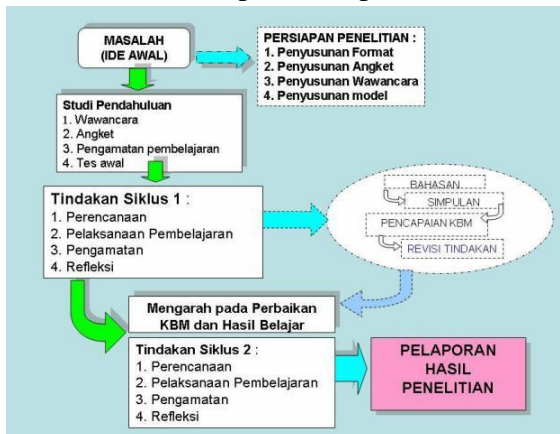 MASALAH
(IDE AWAL)
PERSIAPAN PENELITIAN :
1. Penyusunan Format
2. Penyusunan Angket
3. Penyusunan Wawancara
4. Penyusunan model
Studi Pendahuluan
1. Wawancara
2. Angket
3. Pengamatan pembelajaran
4. Tes awal
Tindakan Siklus 1 :
1. Perencanaan
2. Pelaksanaan Pembelajaran
3. Pengamatan
4. Refleksi
BAHASAN
SIMPULAN
PENCAPAIAN KBM
REVISI TINDAKAN
Mengarah pada Perbaikan
KBM dan Hasil Belajar
Tindakan Siklus 2 :
1. Perencanaan
2. Pelaksanaan Pembelajaran
3. Pengamatan
4. Refleksi
PELAPORAN
HASIL
PENELITIAN